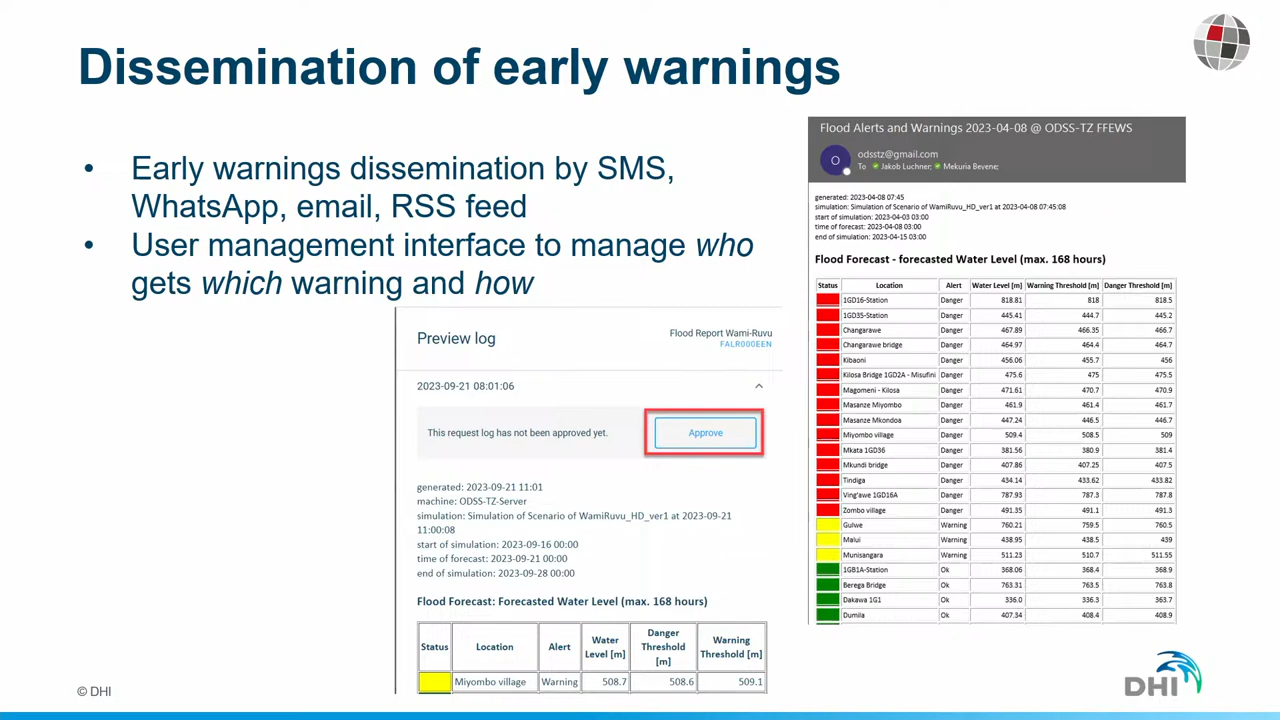 Dissemination of early warnings
• Early warnings dissemination by SMS,
WhatsApp, email, RSS feed
• User management interface to manage who
gets which warning and how
Preview log
Flood Report Wami-Ruvu
FALR000EEN
2023-09-21 08:01:06
This request log has not been approved yet.
Approve
generated: 2023-09-21 11:01
machine: ODSS-TZ-Server
simulation: Simulation of Scenario of WamiRuvu_HD_ver1 at 2023-09-21
11:00:08
start of simulation: 2023-09-16 00:00
time of forecast: 2023-09-21 00:00
end of simulation: 2023-09-28 00:00
Flood Forecast: Forecasted Water Level (max. 168 hours)
Status Location Alert Water Level [m] Danger Threshold [m] Warning Threshold [m]
Miyombo village Warning 508.7 508.6 509.1
Flood Alerts and Warnings 2023-04-08 @ ODSS-TZ FFEWS
O
odsstz@gmail.com
To Jakob Luchner; Mekuria Beyene;
generated: 2023-04-08 07:45
simulation: Simulation of Scenario of WamiRuvu_HD_ver1 at 2023-04-08 07:45:08
start of simulation: 2023-04-03 03:00
time of forecast: 2023-04-08 03:00
end of simulation: 2023-04-15 03:00
Flood Forecast - forecasted Water Level (max. 168 hours)
Status Location Alert Water Level [m] Warning Threshold [m] Danger Threshold [m]
1GD16-Station Danger 818.81 818 818.5
1GD35-Station Danger 445.41 444.7 445.2
Changarawe Danger 467.89 466.35 466.7
Changarawe bridge Danger 464.97 464.4 464.7
Kibaoni Danger 456.06 455.7 456
Kilosa Bridge 1GD2A - Misufini Danger 475.6 475 475.5
Magomeni - Kilosa Danger 471.61 470.7 470.9
Masanze Miyombo Danger 461.9 461.4 461.7
Masanze Mkondoa Danger 447.24 446.5 446.7
Miyombo village Danger 509.4 508.5 509
Mkata 1GD36 Danger 381.56 380.9 381.4
Mkundi bridge Danger 407.86 407.25 407.5
Tindiga Danger 434.14 433.62 433.82
Ving'awe 1GD16A Danger 787.93 787.3 787.8
Zombo village Danger 491.35 491.1 491.3
Gulwe Warning 760.21 759.5 760.5
Malui Warning 438.95 438.5 439
Munisangara Warning 511.23 510.7 511.55
1GB1A-Station Ok 368.06 368.4 368.9
Berega Bridge Ok 763.31 763.5 763.8
Dakawa 1G1 Ok 336.0 336.3 363.7
Dumila Ok 407.34 408.4 408.9
© DHI
DHI